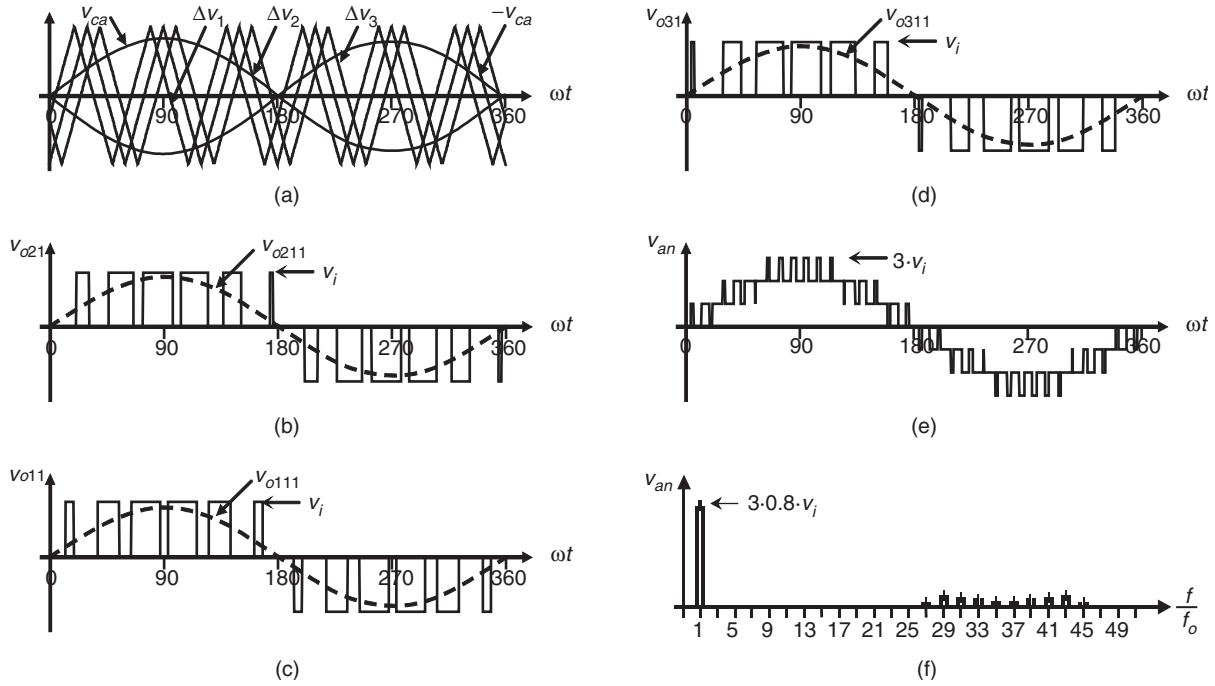 v_ca Δv_1 Δv_2 Δv_3 −v_ca
ωt
0 90 180 270 360
(a)
v_o21
v_o211
v_i
ωt
0 90 180 270 360
(b)
v_o11
v_o111
v_i
ωt
0 90 180 270 360
(c)
v_o31
v_o311
v_i
ωt
0 90 180 270 360
(d)
v_an
3·v_i
ωt
0 90 180 270 360
(e)
v_an
3·0.8·v_i
f
f_o
1 5 9 13 17 21 25 29 33 37 41 45 49
(f)